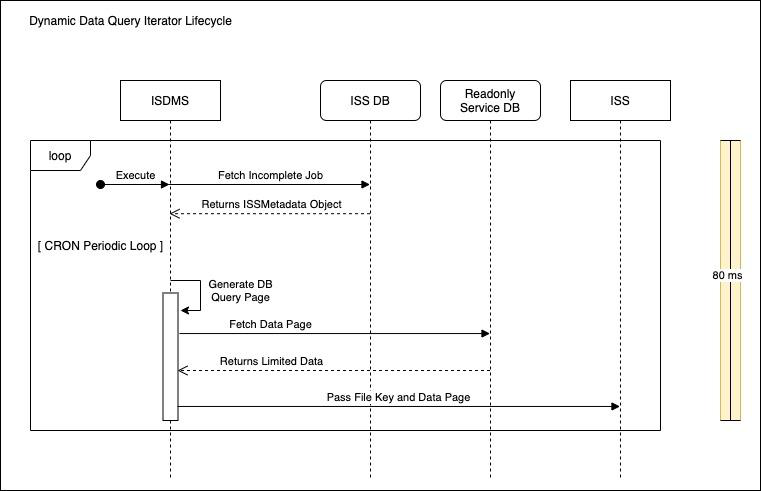 Dynamic Data Query Iterator Lifecycle
ISDMS
ISS DB
Readonly
Service DB
ISS
loop
Execute
Fetch Incomplete Job
Returns ISSMetadata Object
[ CRON Periodic Loop ]
Generate DB
Query Page
80 ms
Fetch Data Page
Returns Limited Data
Pass File Key and Data Page